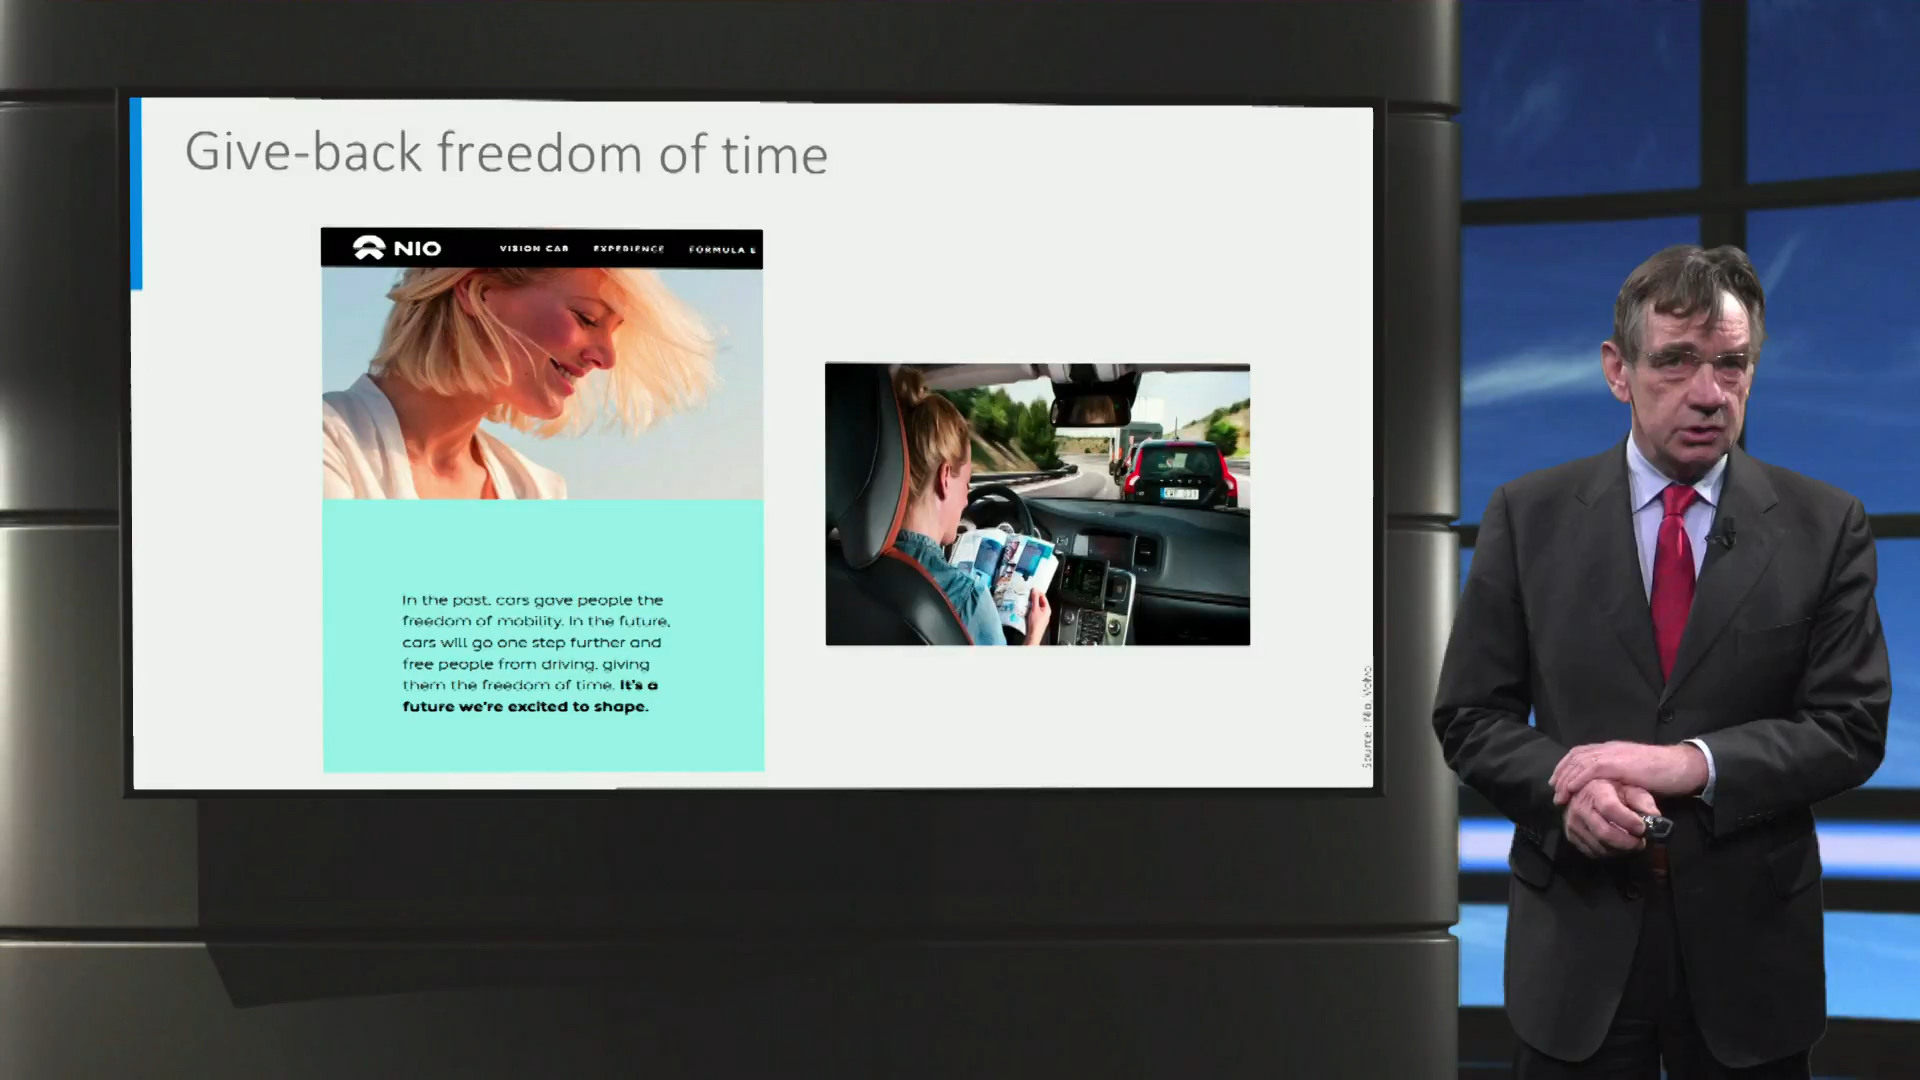 Give-back freedom of time
NIO VISION CAR EXPERIENCE FORMULA E
In the past, cars gave people the
freedom of mobility. In the future,
cars will go one step further and
free people from driving, giving
them the freedom of time. It's a
future we're excited to shape.
Source: Nio, Volvo